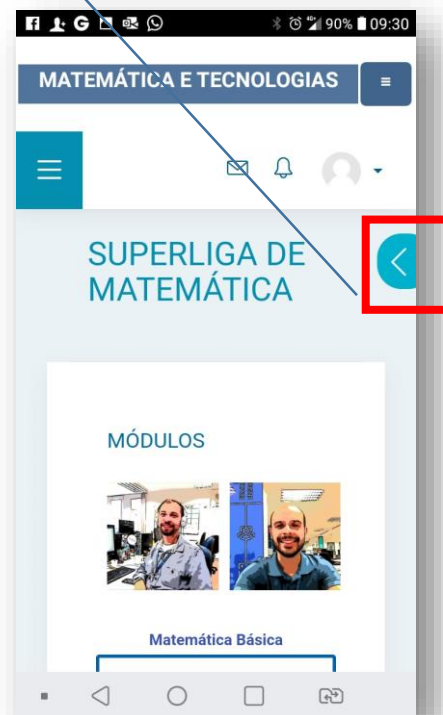 90% 09:30
MATEMÁTICA E TECNOLOGIAS
SUPERLIGA DE
MATEMÁTICA
MÓDULOS
Matemática Básica